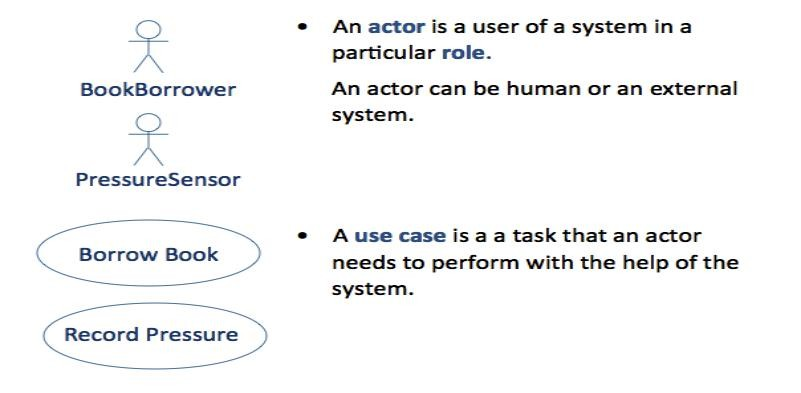 BookBorrower
PressureSensor
• An actor is a user of a system in a
particular role.
An actor can be human or an external
system.
Borrow Book
Record Pressure
• A use case is a a task that an actor
needs to perform with the help of the
system.